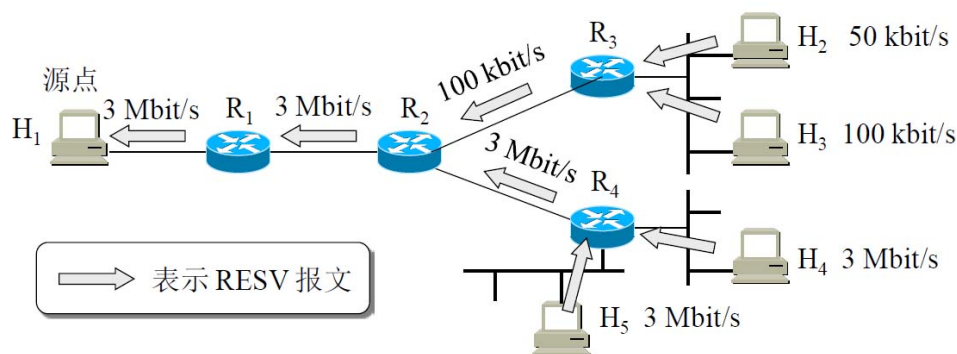 R3
H2 50 kbit/s
100 kbit/s
源点
3 Mbit/s
3 Mbit/s
R1
R2
H1
H3 100 kbit/s
3 Mbit/s
R4
表示 RESV 报文
H4 3 Mbit/s
H5 3 Mbit/s